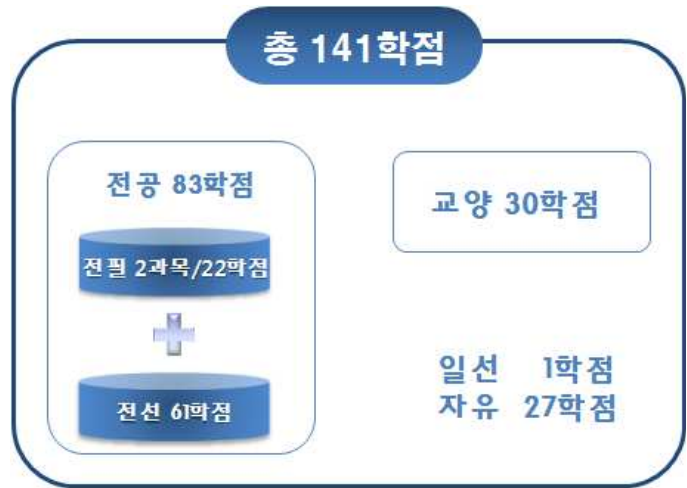 총 141학점
전공 83학점
전필 2과목/22학점
전선 61학점
교양 30학점
일선 1학점
자유 27학점